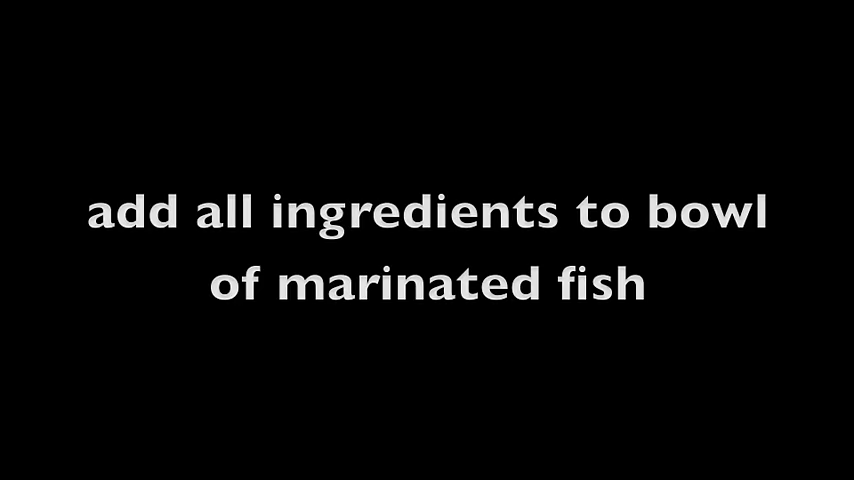 add all ingredients to bowl
of marinated fish